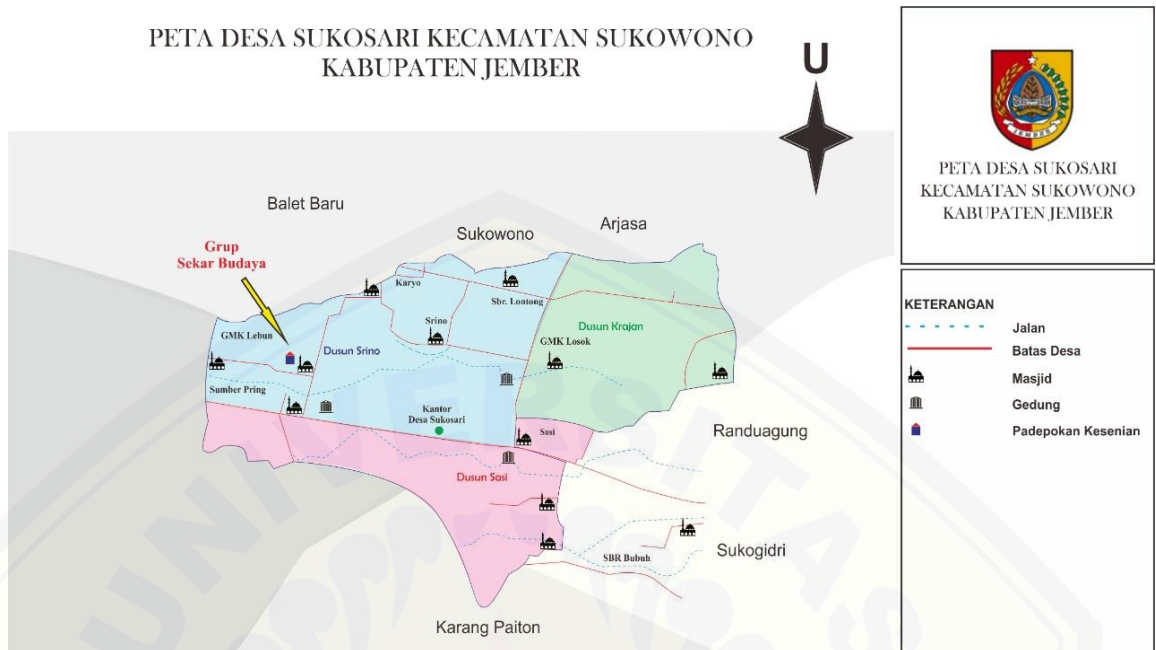 PETA DESA SUKOSARI KECAMATAN SUKOWONO
KABUPATEN JEMBER
U
JEMBER
PETA DESA SUKOSARI
KECAMATAN SUKOWONO
KABUPATEN JEMBER
Balet Baru
Sukowono
Arjasa
Grup
Sekar Budaya
Karyo
Sbr. Lontong
Srino
Dusun Krajan
GMK Lebun
Dusun Srino
GMK Losok
Sumber Pring
Kantor
Desa Sukosari
Sasi
Randuagung
Dusun Sasi
SBR Bubuh
Sukogidri
Karang Paiton
KETERANGAN
Jalan
Batas Desa
Masjid
Gedung
Padepokan Kesenian
UNIVERSITAS